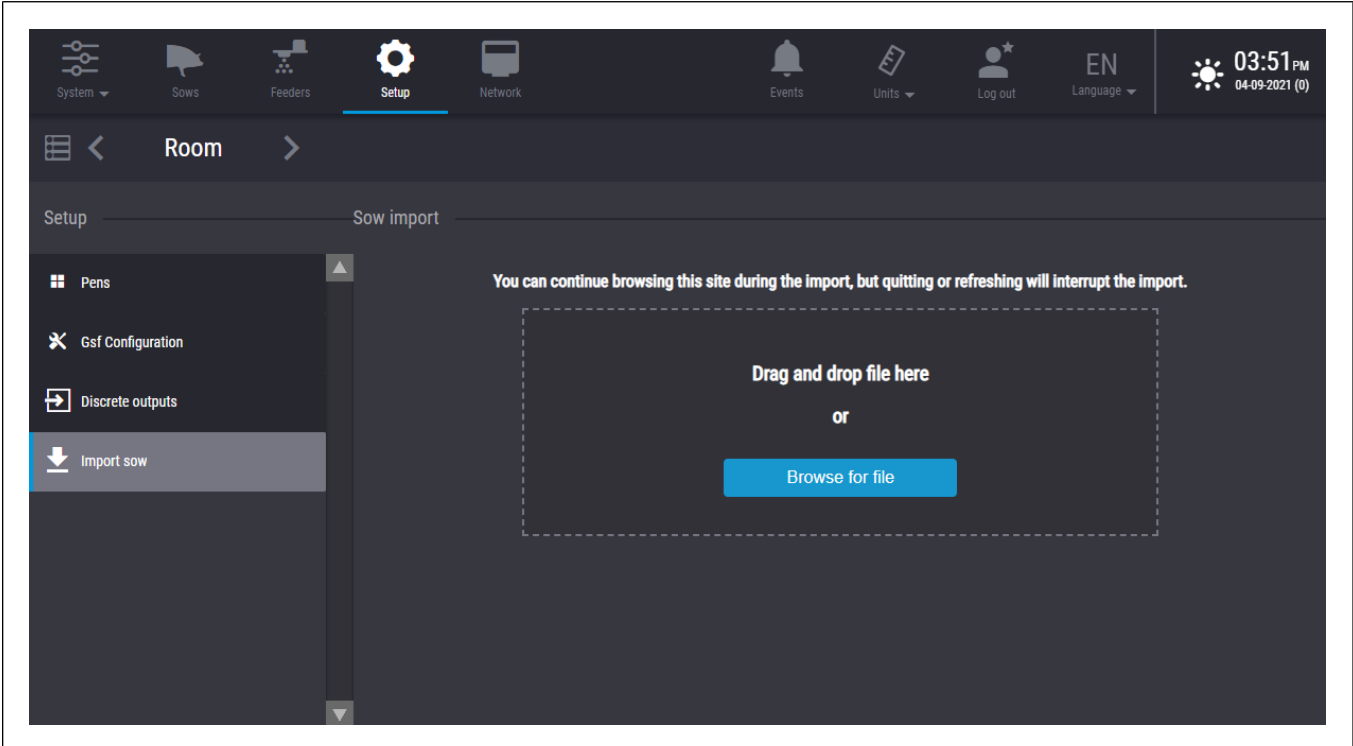 System
Sows
Feeders
Setup
Network
Events
Units
Log out
EN
Language
03:51 PM
04-09-2021 (0)
Room
Setup
Sow import
Pens
Gsf Configuration
Discrete outputs
Import sow
You can continue browsing this site during the import, but quitting or refreshing will interrupt the import.
Drag and drop file here
or
Browse for file